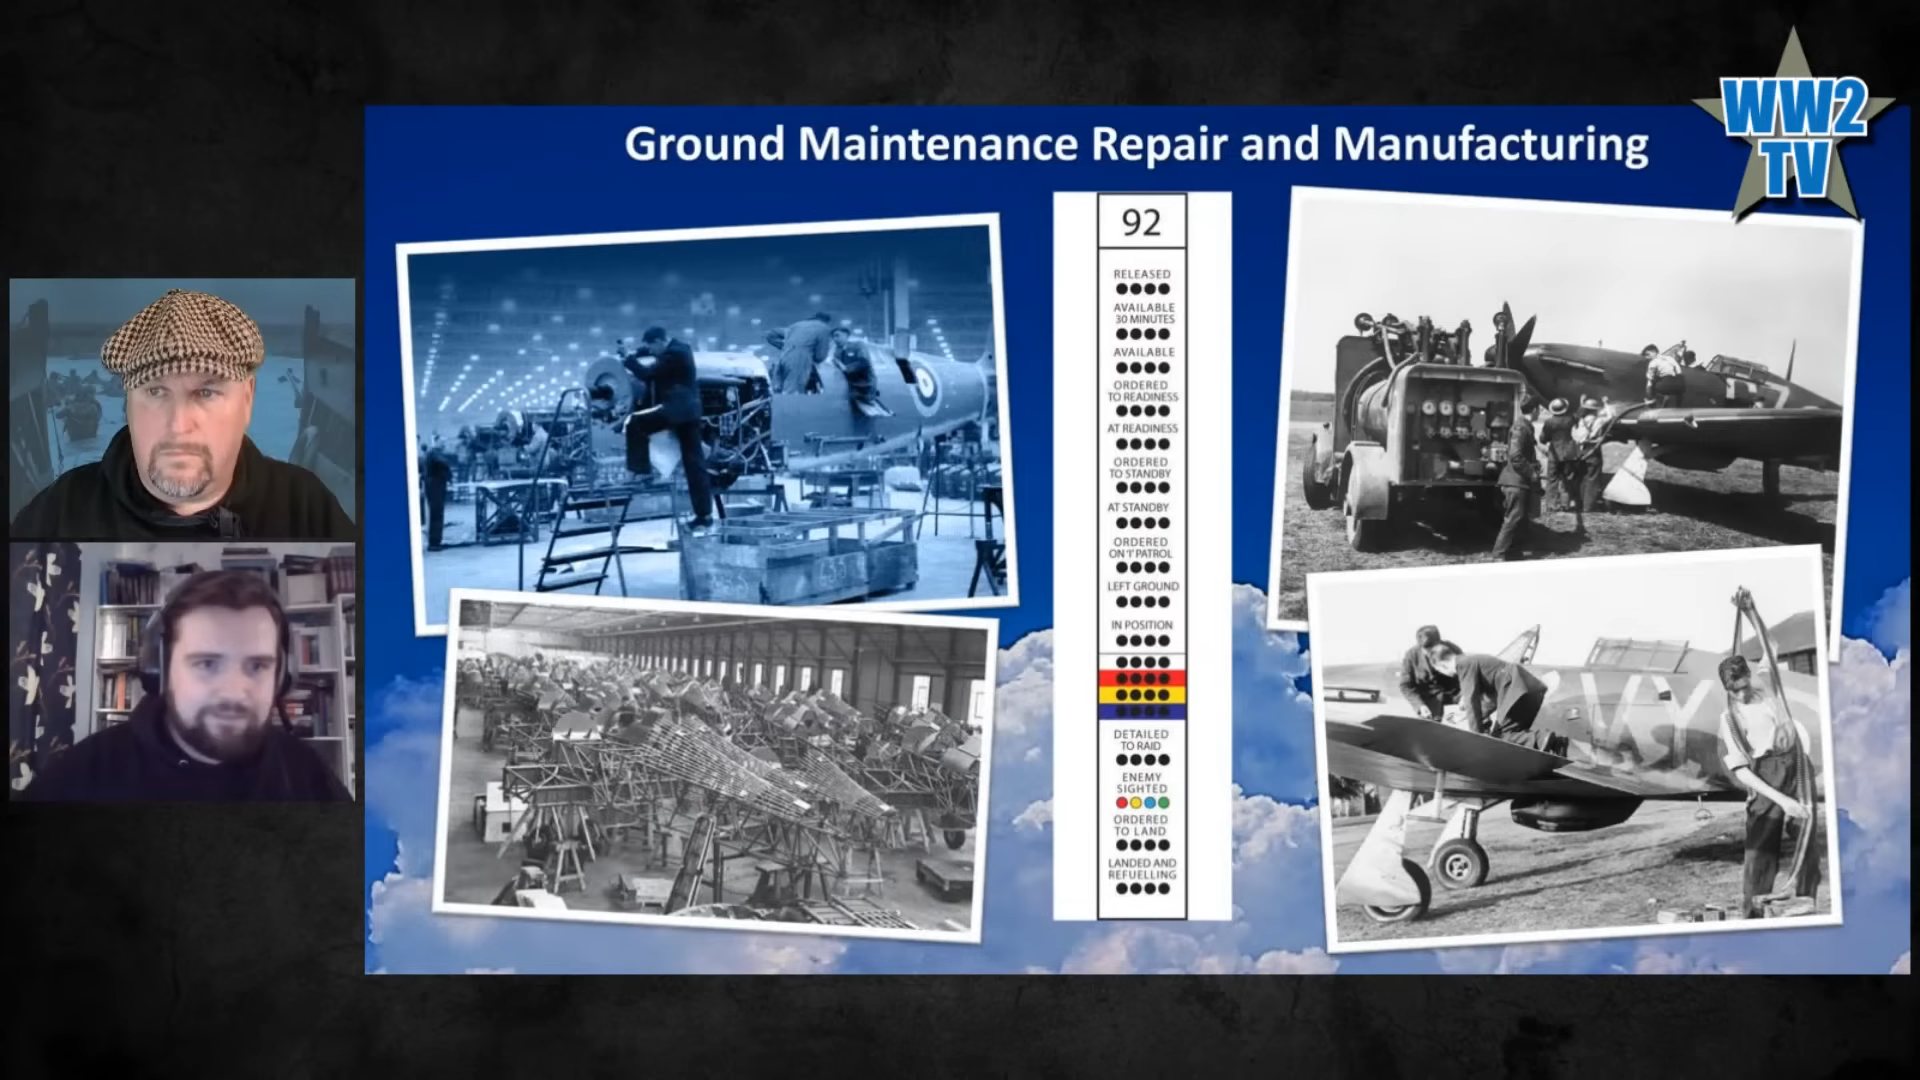 WW2
TV
Ground Maintenance Repair and Manufacturing
92
RELEASED
AVAILABLE
30 MINUTES
AVAILABLE
ORDERED
TO READINESS
AT READINESS
ORDERED
TO STANDBY
AT STANDBY
ORDERED
ON 'I' PATROL
LEFT GROUND
IN POSITION
DETAILED
TO RAID
ENEMY
SIGHTED
ORDERED
TO LAND
LANDED AND
REFUELLING
VY